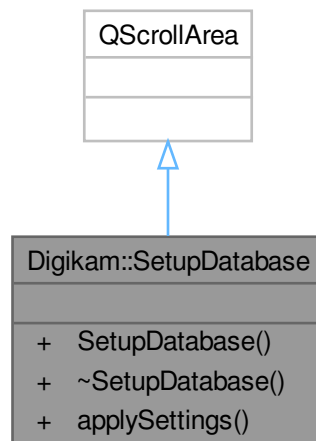 QScrollArea
Digikam::SetupDatabase
+ SetupDatabase()
+ ~SetupDatabase()
+ applySettings()